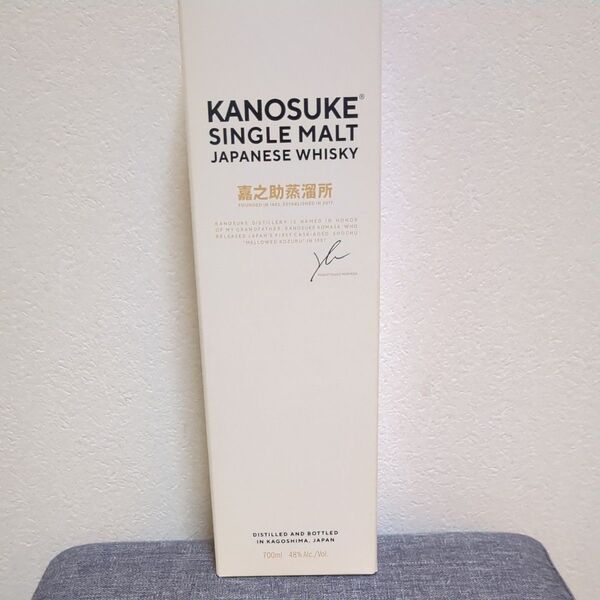 KANOSUKE®
SINGLE MALT
JAPANESE WHISKY
嘉之助蒸溜所
FOUNDED IN 1883, ESTABLISHED IN 2017
KANOSUKE DISTILLERY IS NAMED IN HONOR
OF MY GRANDFATHER, KANOSUKE KOMASA, WHO
RELEASED JAPAN'S FIRST CASK-AGED SHOCHU
"MELLOWED KOZURU" IN 1957
DISTILLED AND BOTTLED
IN KAGOSHIMA, JAPAN
700ml 48% Alc./Vol.